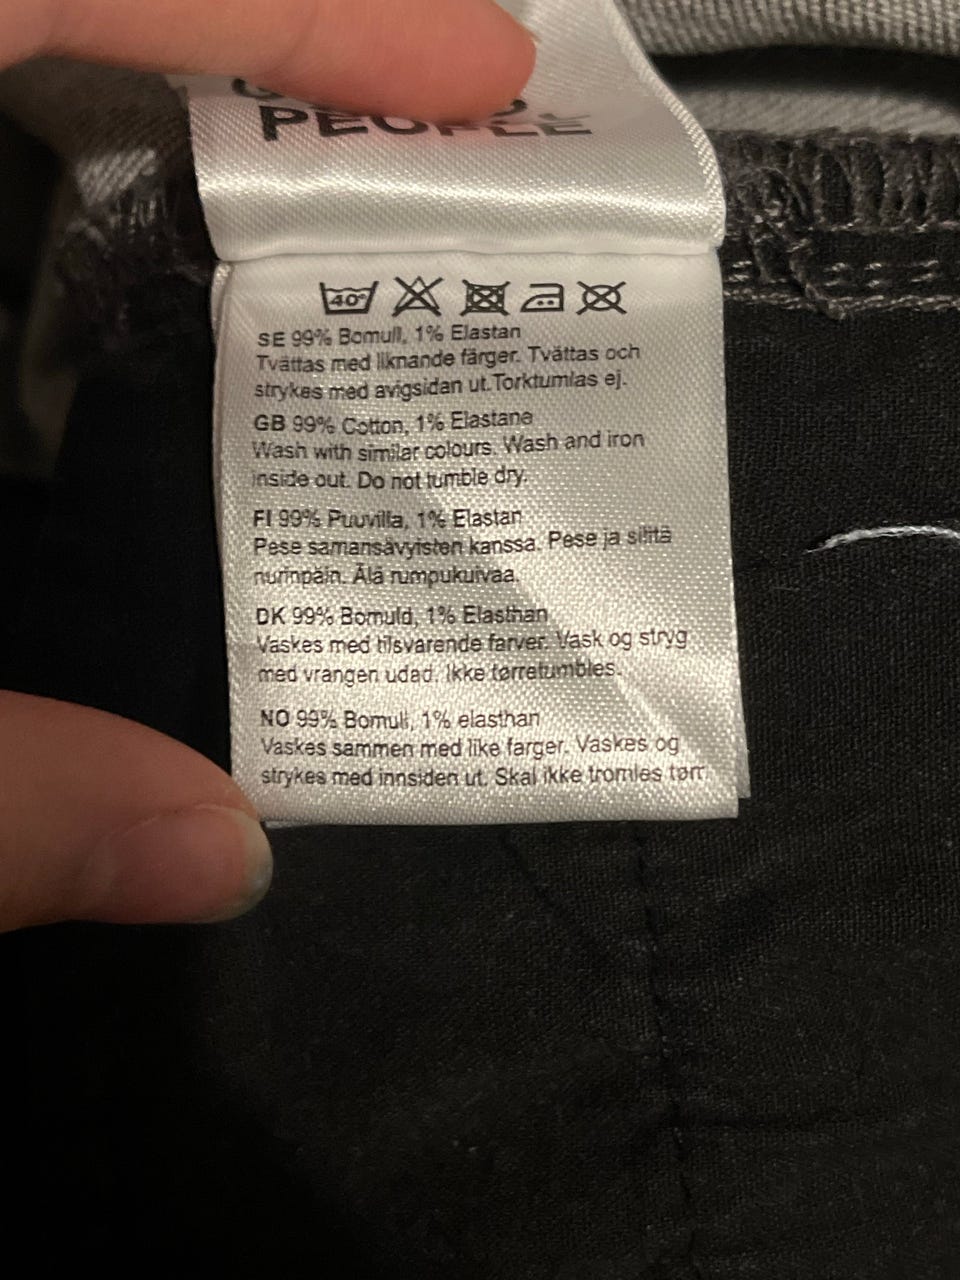 PEOPLE
40°
SE 99% Bomull, 1% Elastan
Tvättas med liknande färger. Tvättas och
strykes med avigsidan ut.Torktumlas ej.
GB 99% Cotton, 1% Elastane
Wash with similar colours. Wash and iron
inside out. Do not tumble dry.
FI 99% Puuvilla, 1% Elastan
Pese samansävyisten kanssa. Pese ja silitä
nurinpäin. Älä rumpukuivaa.
DK 99% Bomuld, 1% Elasthan
Vaskes med tilsvarende farver. Vask og stryg
med vrangen udad. Ikke tørretumbles.
NO 99% Bomull, 1% elasthan
Vaskes sammen med like farger. Vaskes og
strykes med innsiden ut. Skal ikke tromles tørr.